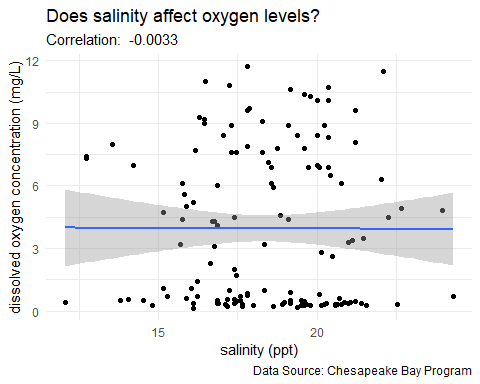 Does salinity affect oxygen levels?
Correlation: -0.0033
dissolved oxygen concentration (mg/L)
12
9
6
3
0
15
20
salinity (ppt)
Data Source: Chesapeake Bay Program